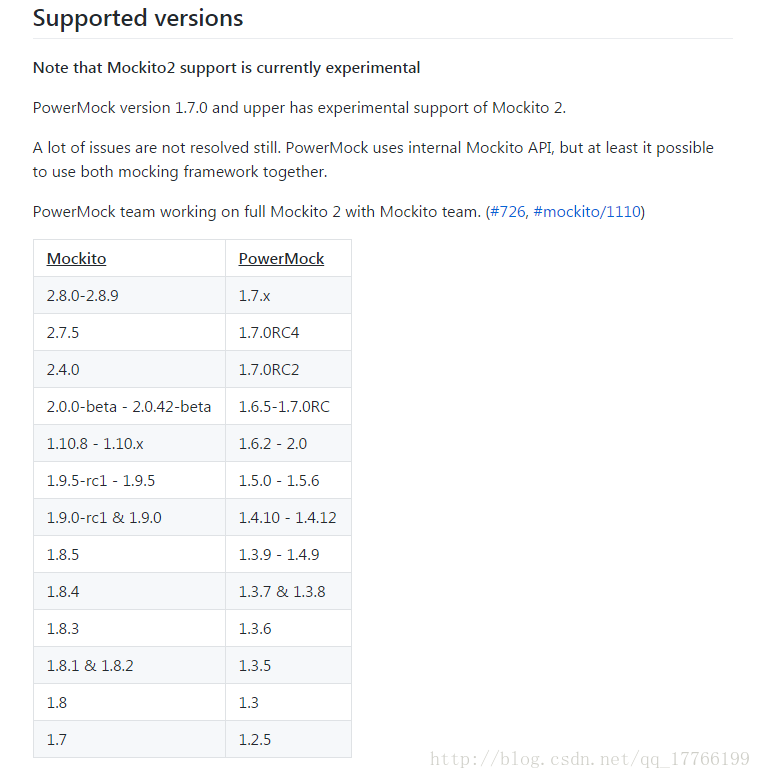 Supported versions
Note that Mockito2 support is currently experimental
PowerMock version 1.7.0 and upper has experimental support of Mockito 2.
A lot of issues are not resolved still. PowerMock uses internal Mockito API, but at least it possible
to use both mocking framework together.
PowerMock team working on full Mockito 2 with Mockito team. (#726, #mockito/1110)
Mockito PowerMock
2.8.0-2.8.9 1.7.x
2.7.5 1.7.0RC4
2.4.0 1.7.0RC2
2.0.0-beta - 2.0.42-beta 1.6.5-1.7.0RC
1.10.8 - 1.10.x 1.6.2 - 2.0
1.9.5-rc1 - 1.9.5 1.5.0 - 1.5.6
1.9.0-rc1 & 1.9.0 1.4.10 - 1.4.12
1.8.5 1.3.9 - 1.4.9
1.8.4 1.3.7 & 1.3.8
1.8.3 1.3.6
1.8.1 & 1.8.2 1.3.5
1.8 1.3
1.7 1.2.5
http://blog.csdn.net/qq_17766199